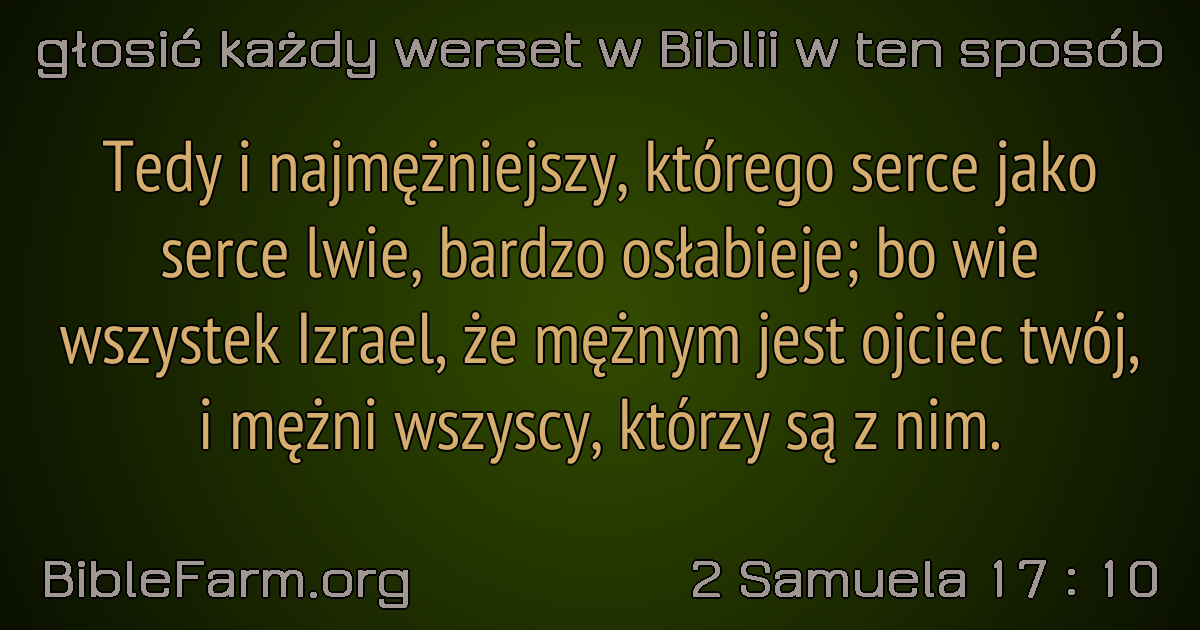 głosić każdy werset w Biblii w ten sposób
Tedy i najmężniejszy, którego serce jako
serce lwie, bardzo osłabieje; bo wie
wszystek Izrael, że mężnym jest ojciec twój,
i mężni wszyscy, którzy są z nim.
BibleFarm.org
2 Samuela 17 : 10